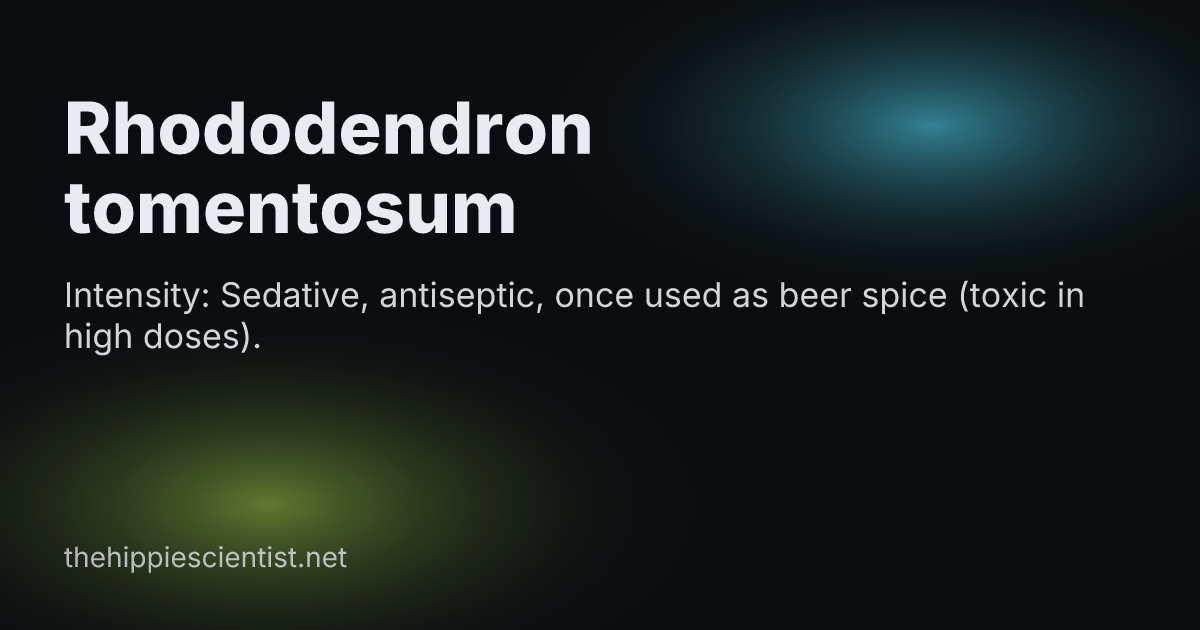 Rhododendron
tomentosum
Intensity: Sedative, antiseptic, once used as beer spice (toxic in
high doses).
thehippiescientist.net